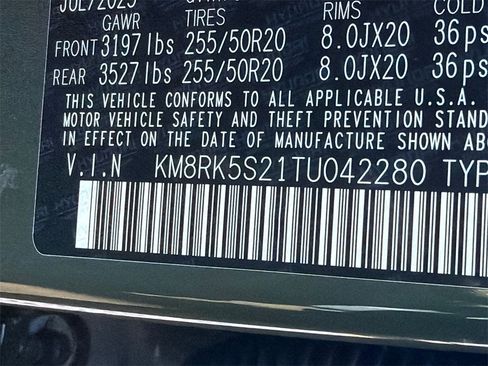 GAWR TIRES RIMS COLD
FRONT 3197 lbs 255/50R20 8.0JX20 36ps
REAR 3527 lbs 255/50R20 8.0JX20 36ps
THIS VEHICLE CONFORMS TO ALL APPLICABLE U.S.A.
MOTOR VEHICLE SAFETY AND THEFT PREVENTION STAND
IN EFFECT ON THE DATE OF MANUFACTURE SHOWN ABO
V.I.N KM8RK5S21TU042280 TYP